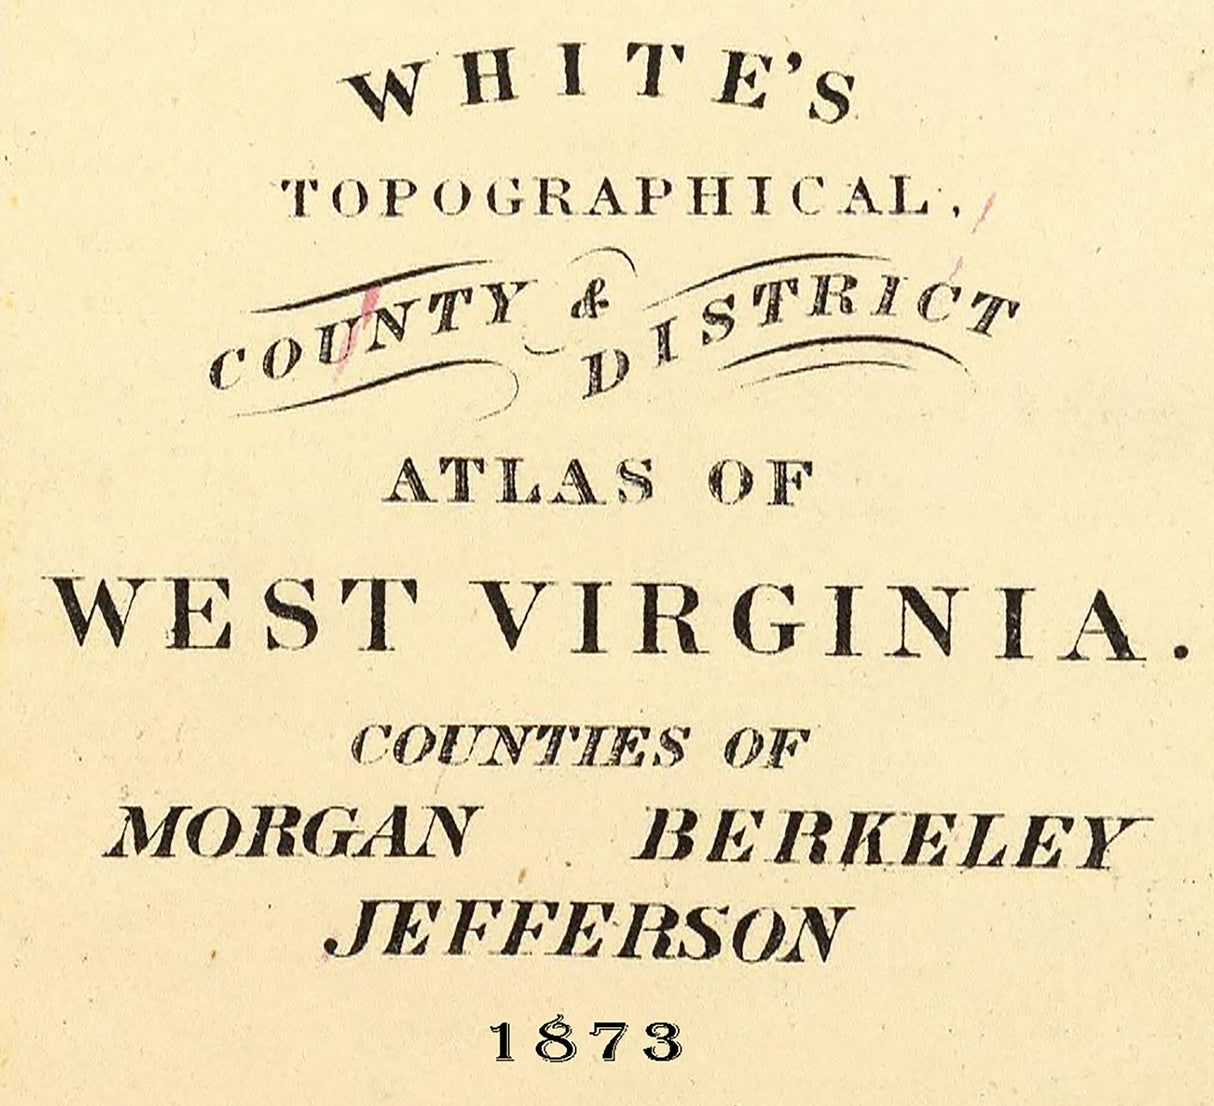 WHITE'S
TOPOGRAPHICAL,
COUNTY & DISTRICT
ATLAS OF
WEST VIRGINIA.
COUNTIES OF
MORGAN BERKELEY
JEFFERSON
1873